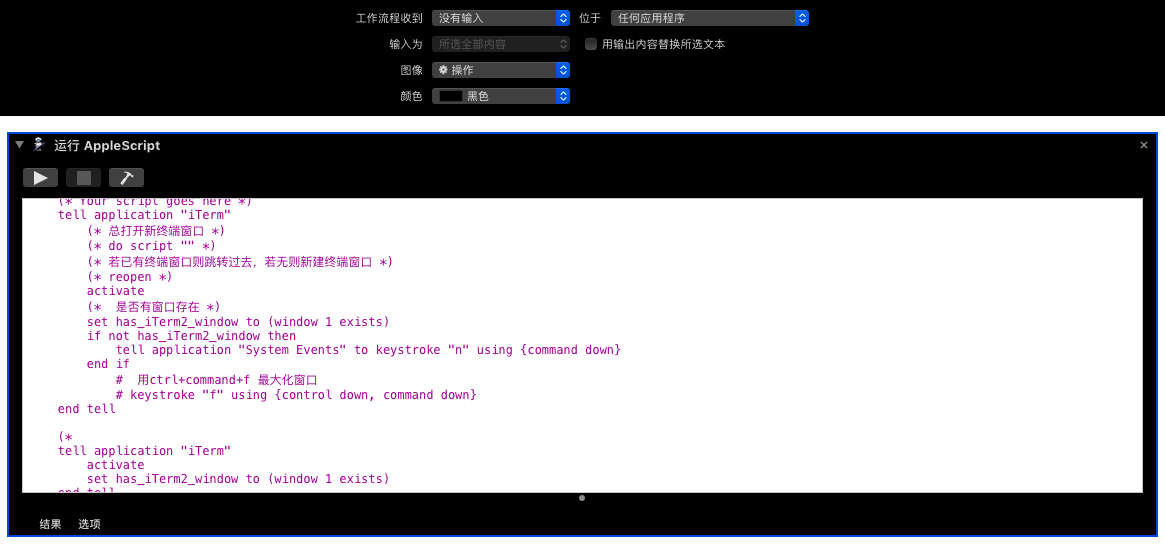 工作流程收到 没有输入 位于 任何应用程序
输入为 所选全部内容 用输出内容替换所选文本
图像 操作
颜色 黑色
运行 AppleScript
(* Your script goes here *)
tell application "iTerm"
(* 总打开新终端窗口 *)
(* do script "" *)
(* 若已有终端窗口则跳转过去，若无则新建终端窗口 *)
(* reopen *)
activate
(*  是否有窗口存在 *)
set has_iTerm2_window to (window 1 exists)
if not has_iTerm2_window then
tell application "System Events" to keystroke "n" using {command down}
end if
#  用ctrl+command+f 最大化窗口
# keystroke "f" using {control down, command down}
end tell
(*
tell application "iTerm"
activate
set has_iTerm2_window to (window 1 exists)
end tell
结果 选项